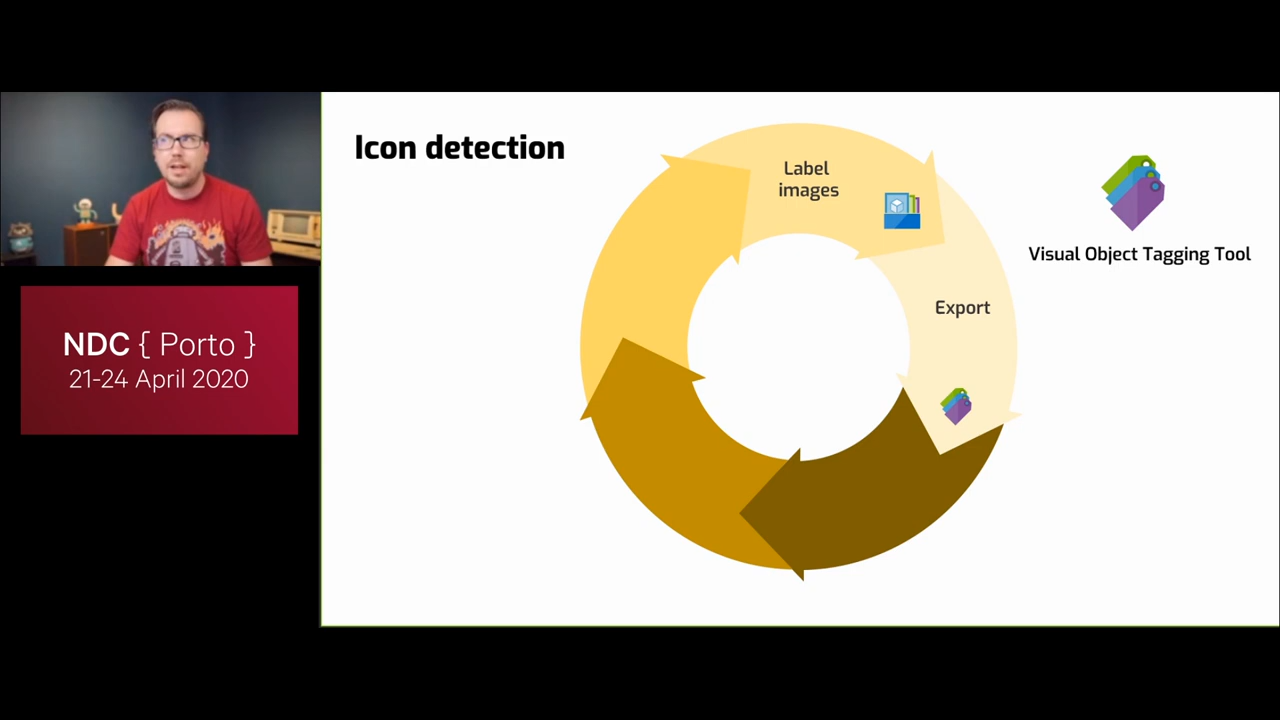 Icon detection
Label
images
Export
Visual Object Tagging Tool
NDC { Porto }
21-24 April 2020